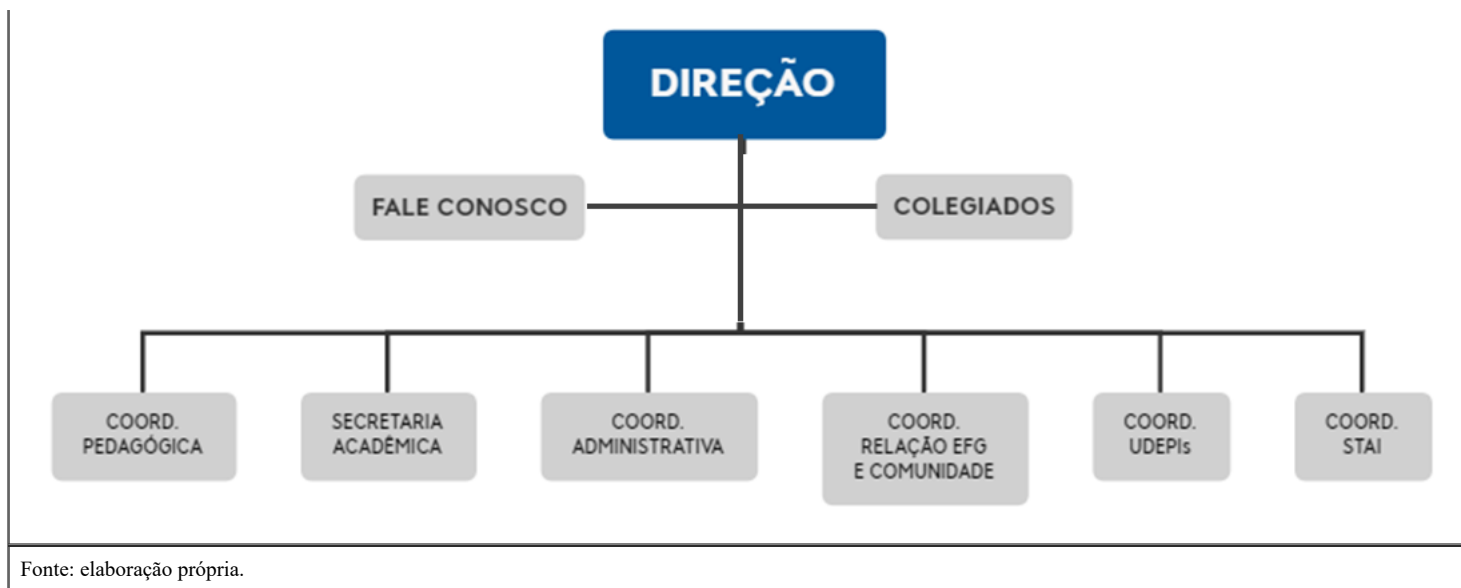 DIREÇÃO
FALE CONOSCO
COLEGIADOS
COORD.
PEDAGÓGICA
SECRETARIA
ACADÊMICA
COORD.
ADMINISTRATIVA
COORD.
RELAÇÃO EFG
E COMUNIDADE
COORD.
UDEPIs
COORD.
STAI
Fonte: elaboração própria.